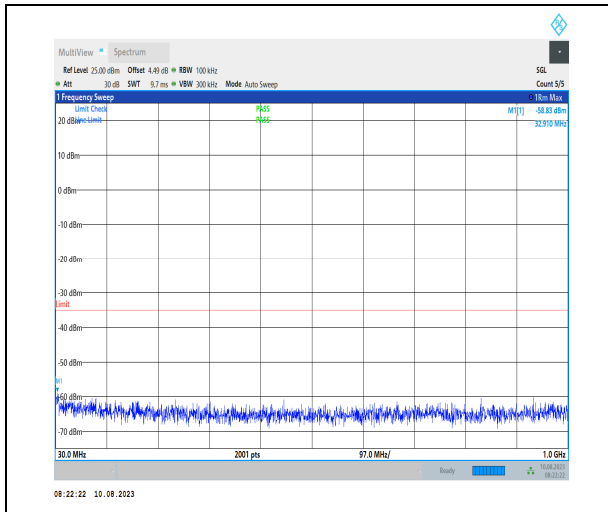 MultiView Spectrum
Ref Level 25.00 dBm Offset 4.49 dB RBW 100 kHz SGL
Att 30 dB SWT 9.7 ms VBW 300 kHz Mode Auto Sweep Count 5/5
1 Frequency Sweep 1Rm Max
Limit Check PASS M1[1] -58.83 dBm
20 dBm Line Limit PASS 32.910 MHz
10 dBm
0 dBm
-10 dBm
-20 dBm
-30 dBm
Limit
-40 dBm
-50 dBm
M1
-60 dBm
-70 dBm
30.0 MHz 2001 pts 97.0 MHz/ 1.0 GHz
Ready 10.08.2023
08:22:22
08:22:22 10.08.2023